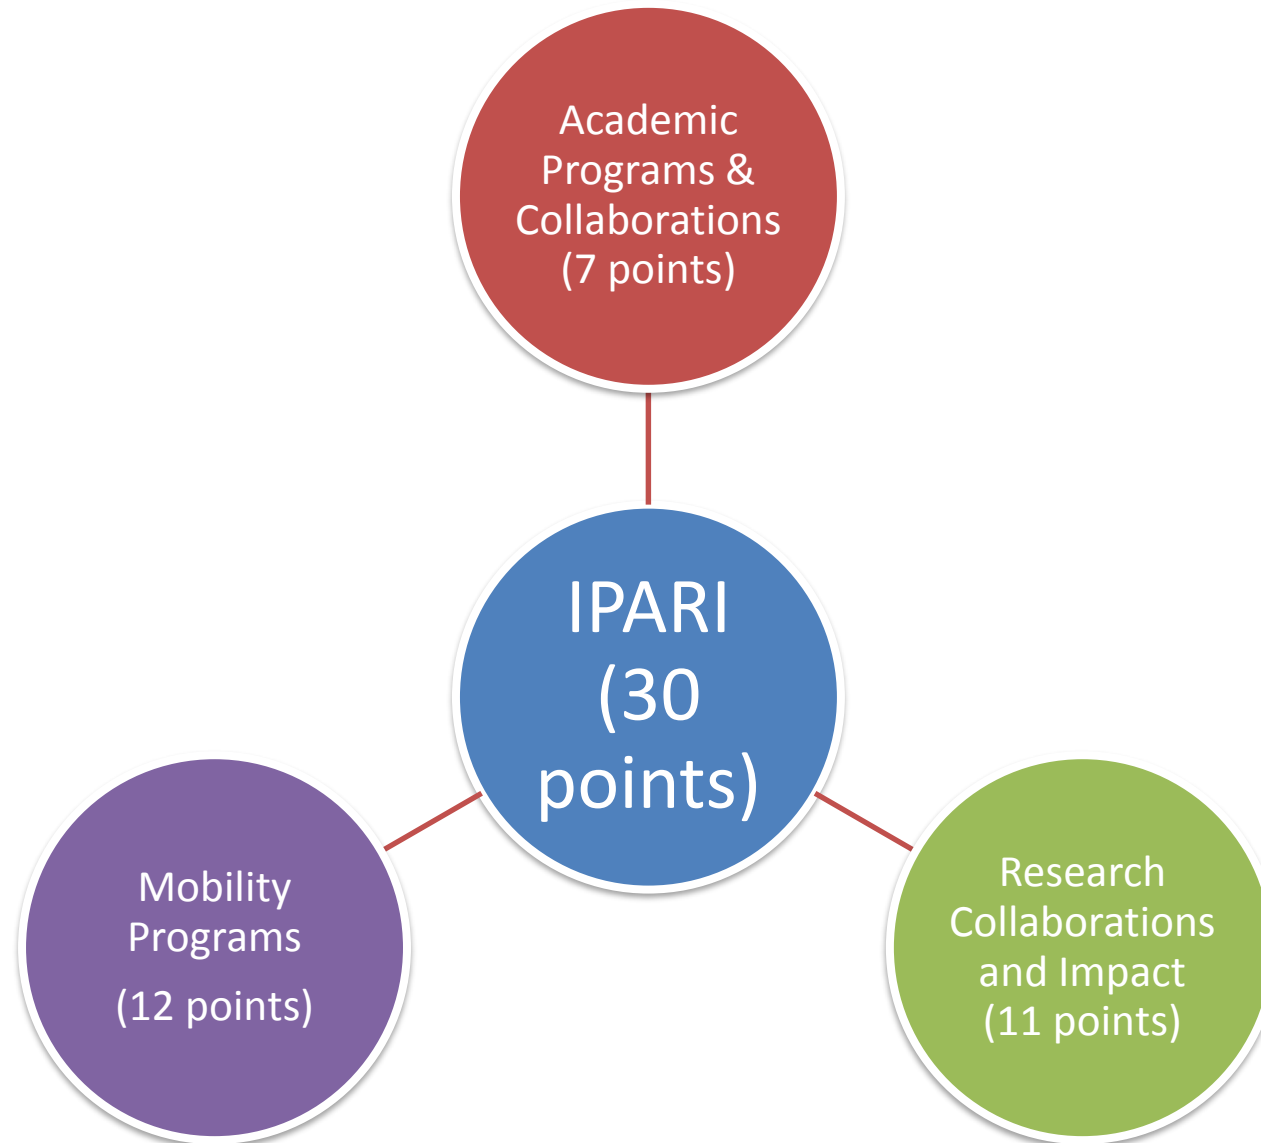 Academic
Programs &
Collaborations
(7 points)
IPARI
(30
points)
Mobility
Programs
(12 points)
Research
Collaborations
and Impact
(11 points)